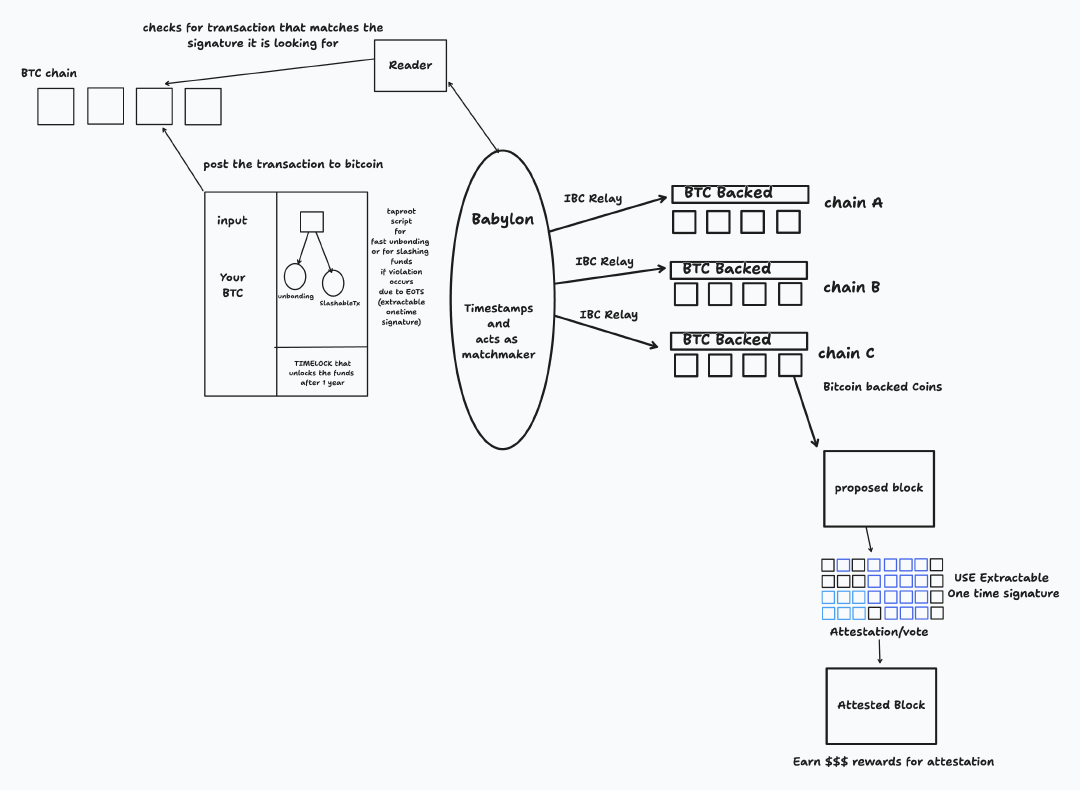 checks for transaction that matches the
signature it is looking for
Reader
BTC chain
post the transaction to bitcoin
input
Your
BTC
unbonding
SlashableTx
TIMELOCK that
unlocks the funds
after 1 year
taproot
script
for
fast unbonding
or for slashing
funds
if violation
occurs
due to EOTS
(extractable
onetime
signature)
Babylon
Timestamps
and
acts as
matchmaker
IBC Relay
BTC Backed
chain A
IBC Relay
BTC Backed
chain B
IBC Relay
BTC Backed
chain C
Bitcoin backed Coins
proposed block
USE Extractable
One time signature
Attestation/vote
Attested Block
Earn $$$ rewards for attestation